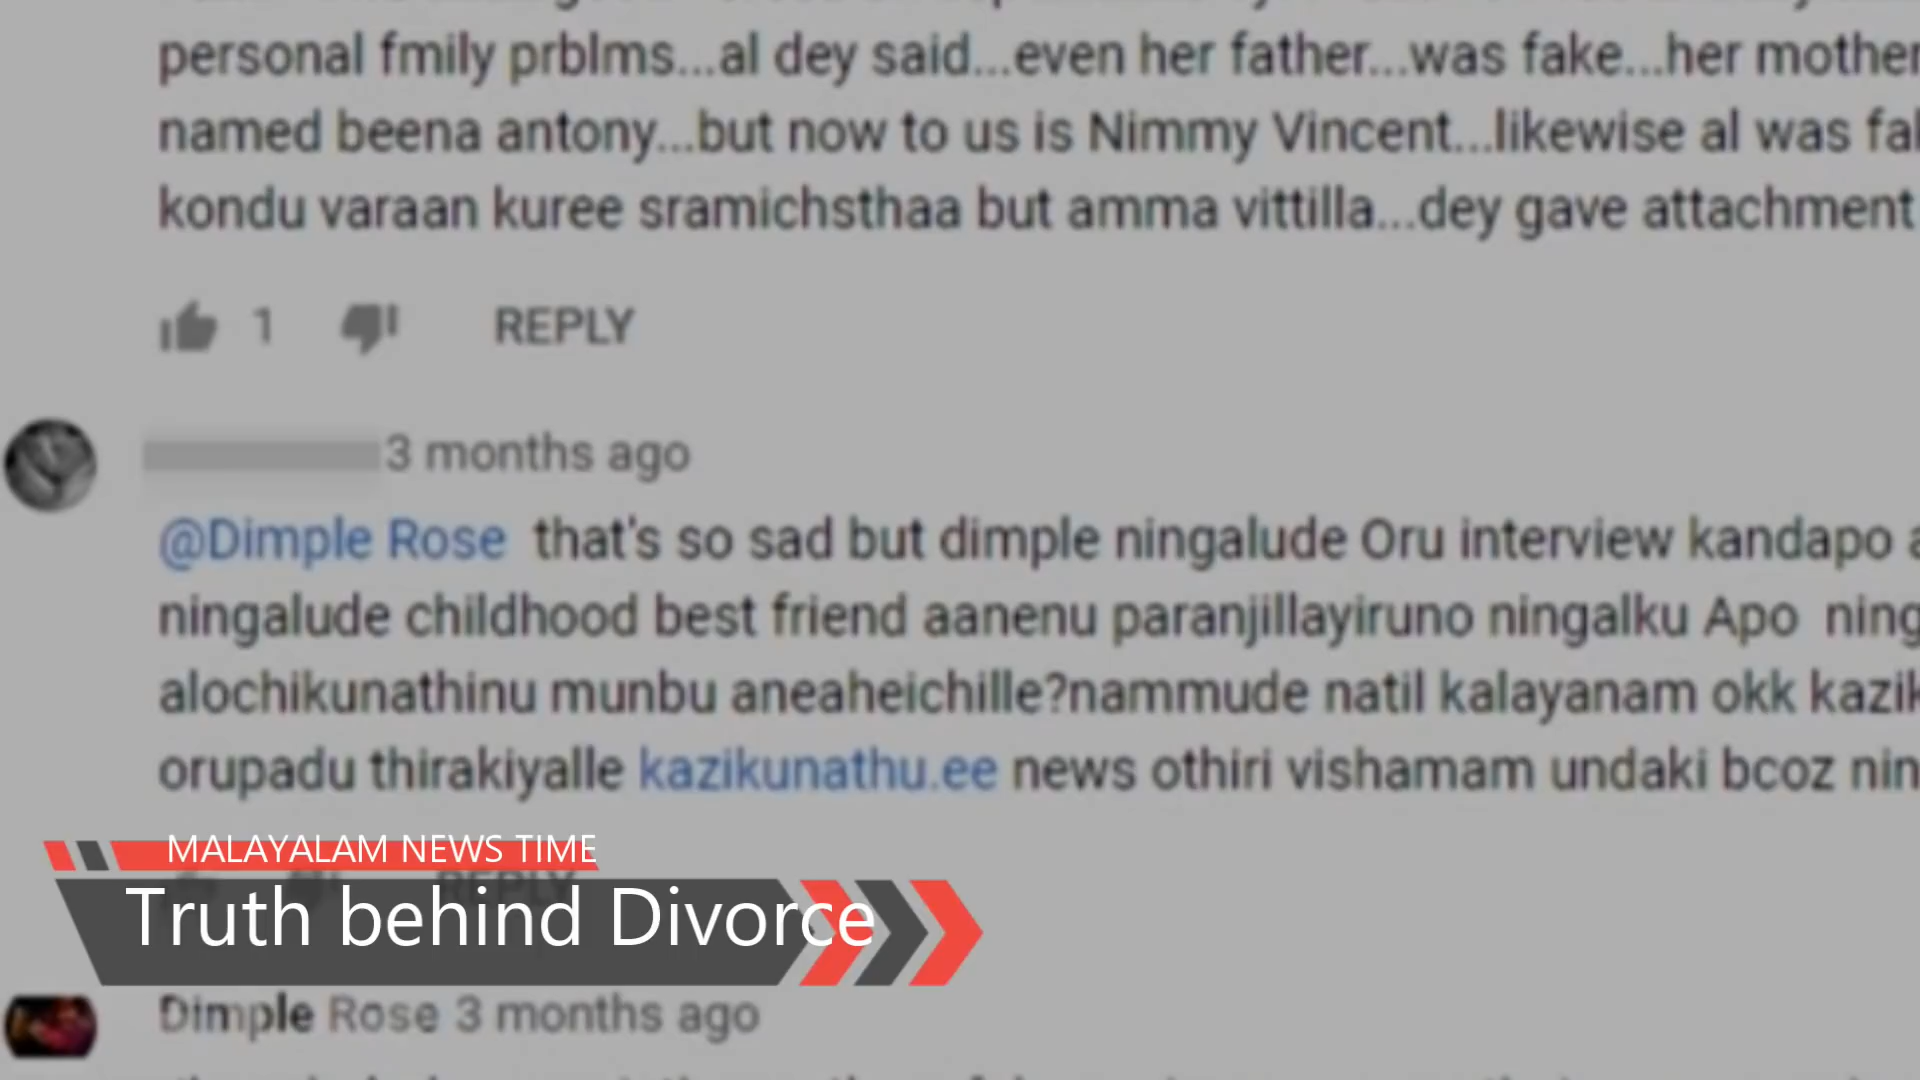 personal fmily prblms...al dey said...even her father...was fake...her mother
named beena antony...but now to us is Nimmy Vincent...likewise al was
kondu varaan kuree sramichsthaa but amma vittilla...dey gave attachment
1 REPLY
3 months ago
@Dimple Rose that's so sad but dimple ningalude Oru interview kandapo
ningalude childhood best friend aanenu paranjillayiruno ningalku Apo
alochikunathinu munbu aneaheichille?nammude natil kalayanam okk
orupadu thirakiyalle kazikunathu.ee news othiri vishamam undaki bcoz
REPLY
MALAYALAM NEWS TIME
Truth behind Divorce
Dimple Rose 3 months ago